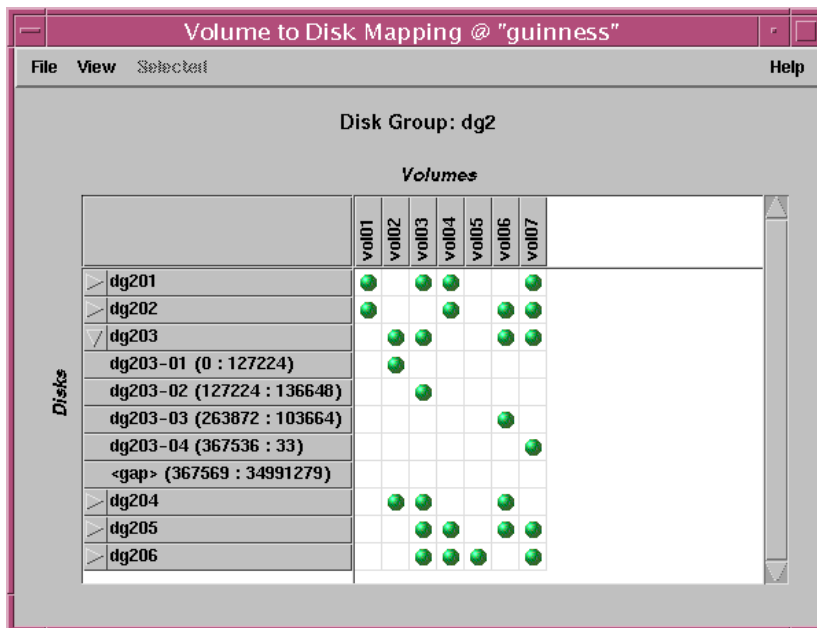 Volume to Disk Mapping @ "guinness"
File View Selected Help
Disk Group: dg2
Volumes
vol01 vol02 vol03 vol04 vol05 vol06 vol07
Disks
dg201
dg202
dg203
dg203-01 (0 : 127224)
dg203-02 (127224 : 136648)
dg203-03 (263872 : 103664)
dg203-04 (367536 : 33)
<gap> (367569 : 34991279)
dg204
dg205
dg206